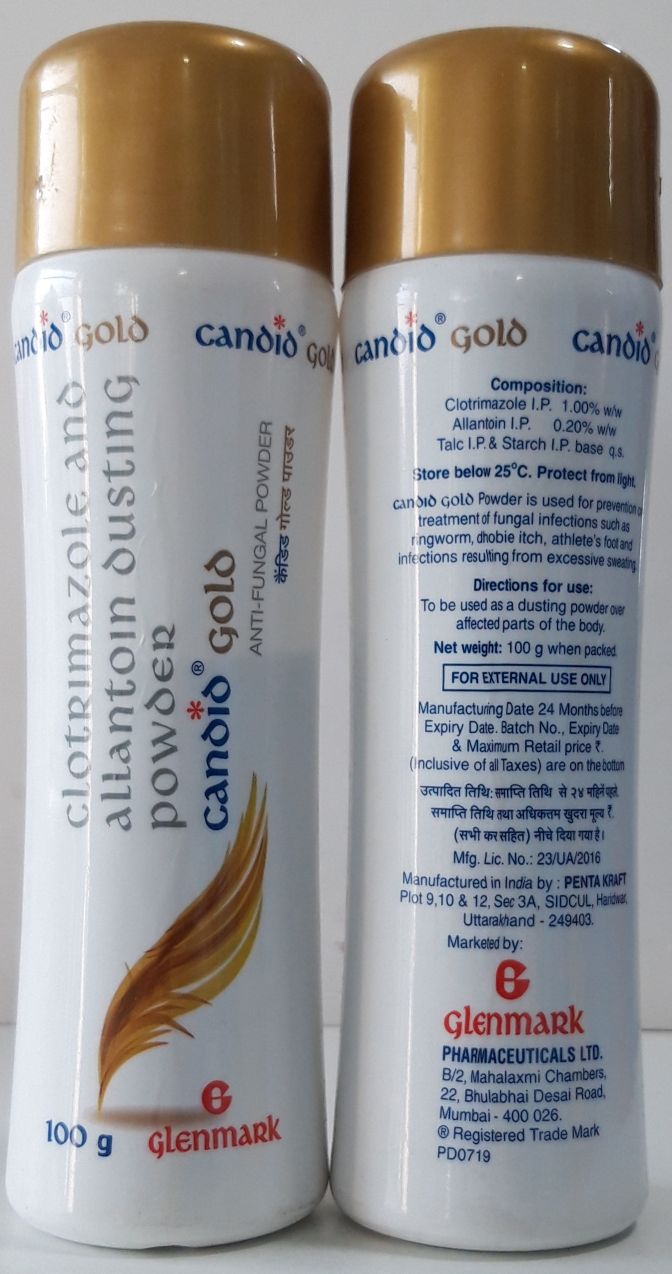 candid® GOLD
candid® GOLD
clotrimazole and
allantoin dusting
powder
candid® GOLD
ANTI-FUNGAL POWDER
कैंडिड गोल्ड पाउडर
100 g
GLENMARK
candid® GOLD
candid®
Composition:
Clotrimazole I.P. 1.00% w/w
Allantoin I.P. 0.20% w/w
Talc I.P. & Starch I.P. base q.s.
Store below 25°C. Protect from light.
candid GOLD Powder is used for prevention or
treatment of fungal infections such as
ringworm, dhobie itch, athlete's foot and
infections resulting from excessive sweating.
Directions for use:
To be used as a dusting powder over
affected parts of the body.
Net weight: 100 g when packed.
FOR EXTERNAL USE ONLY
Manufacturing Date 24 Months before
Expiry Date. Batch No., Expiry Date
& Maximum Retail price ₹.
(Inclusive of all Taxes) are on the bottom
उत्पादित तिथि: समाप्ति तिथि से २४ महिनें पहले.
समाप्ति तिथि तथा अधिकतम खुदरा मूल्य ₹.
(सभी कर सहित) नीचे दिया गया है।
Mfg. Lic. No.: 23/UA/2016
Manufactured in India by : PENTA KRAFT
Plot 9,10 & 12, Sec 3A, SIDCUL, Haridwar,
Uttarakhand - 249403.
Marketed by:
GLENMARK
PHARMACEUTICALS LTD.
B/2, Mahalaxmi Chambers,
22, Bhulabhai Desai Road,
Mumbai - 400 026.
® Registered Trade Mark
PD0719